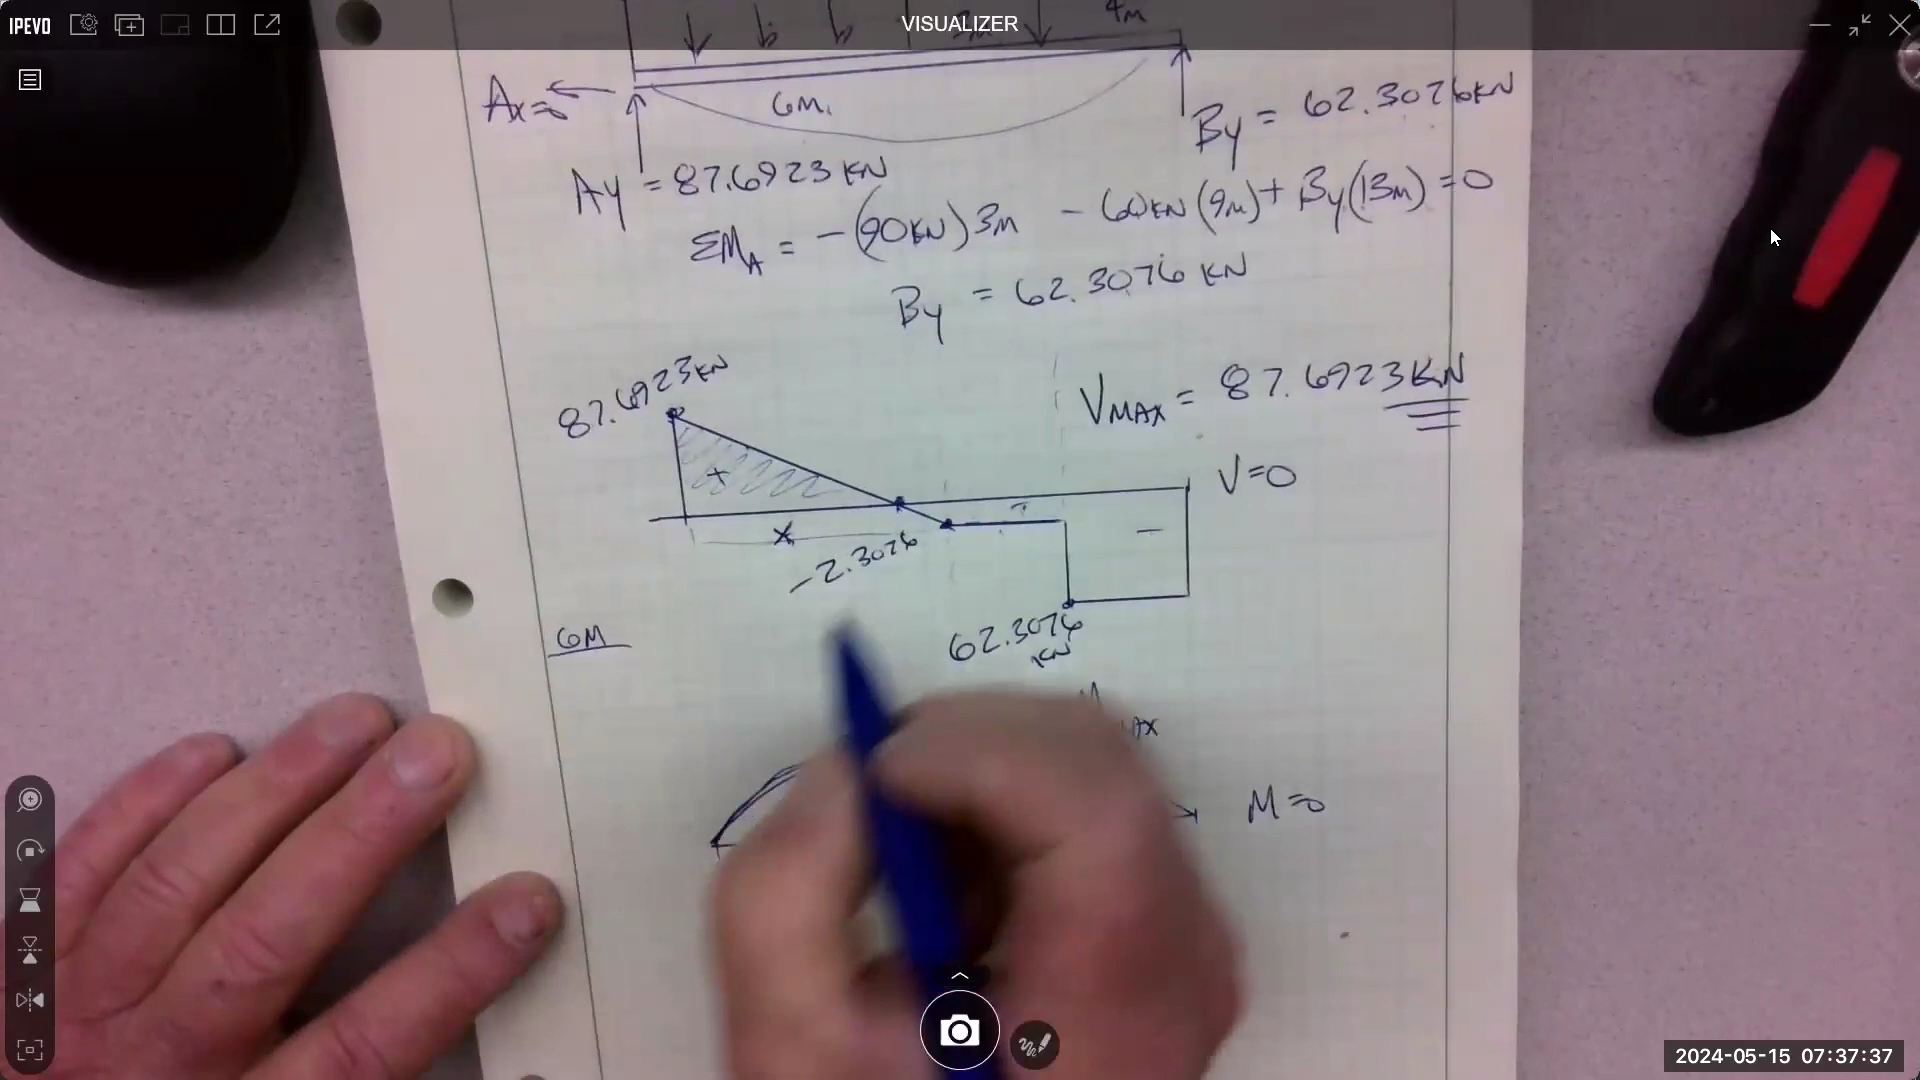 IPEVO
VISUALIZER
4M
Ax=0
6M.
By = 62.3076KN
Ay = 87.6923 KN
ΣMA = -(90KN)3M - 60KN(9M)+ By(13M)=0
By = 62.3076 KN
87.6923KN
VMAX = 87.6923KN
+
V=0
X
-2.3076
-
62.3076
KN
6M
M=0
2024-05-15 07:37:37